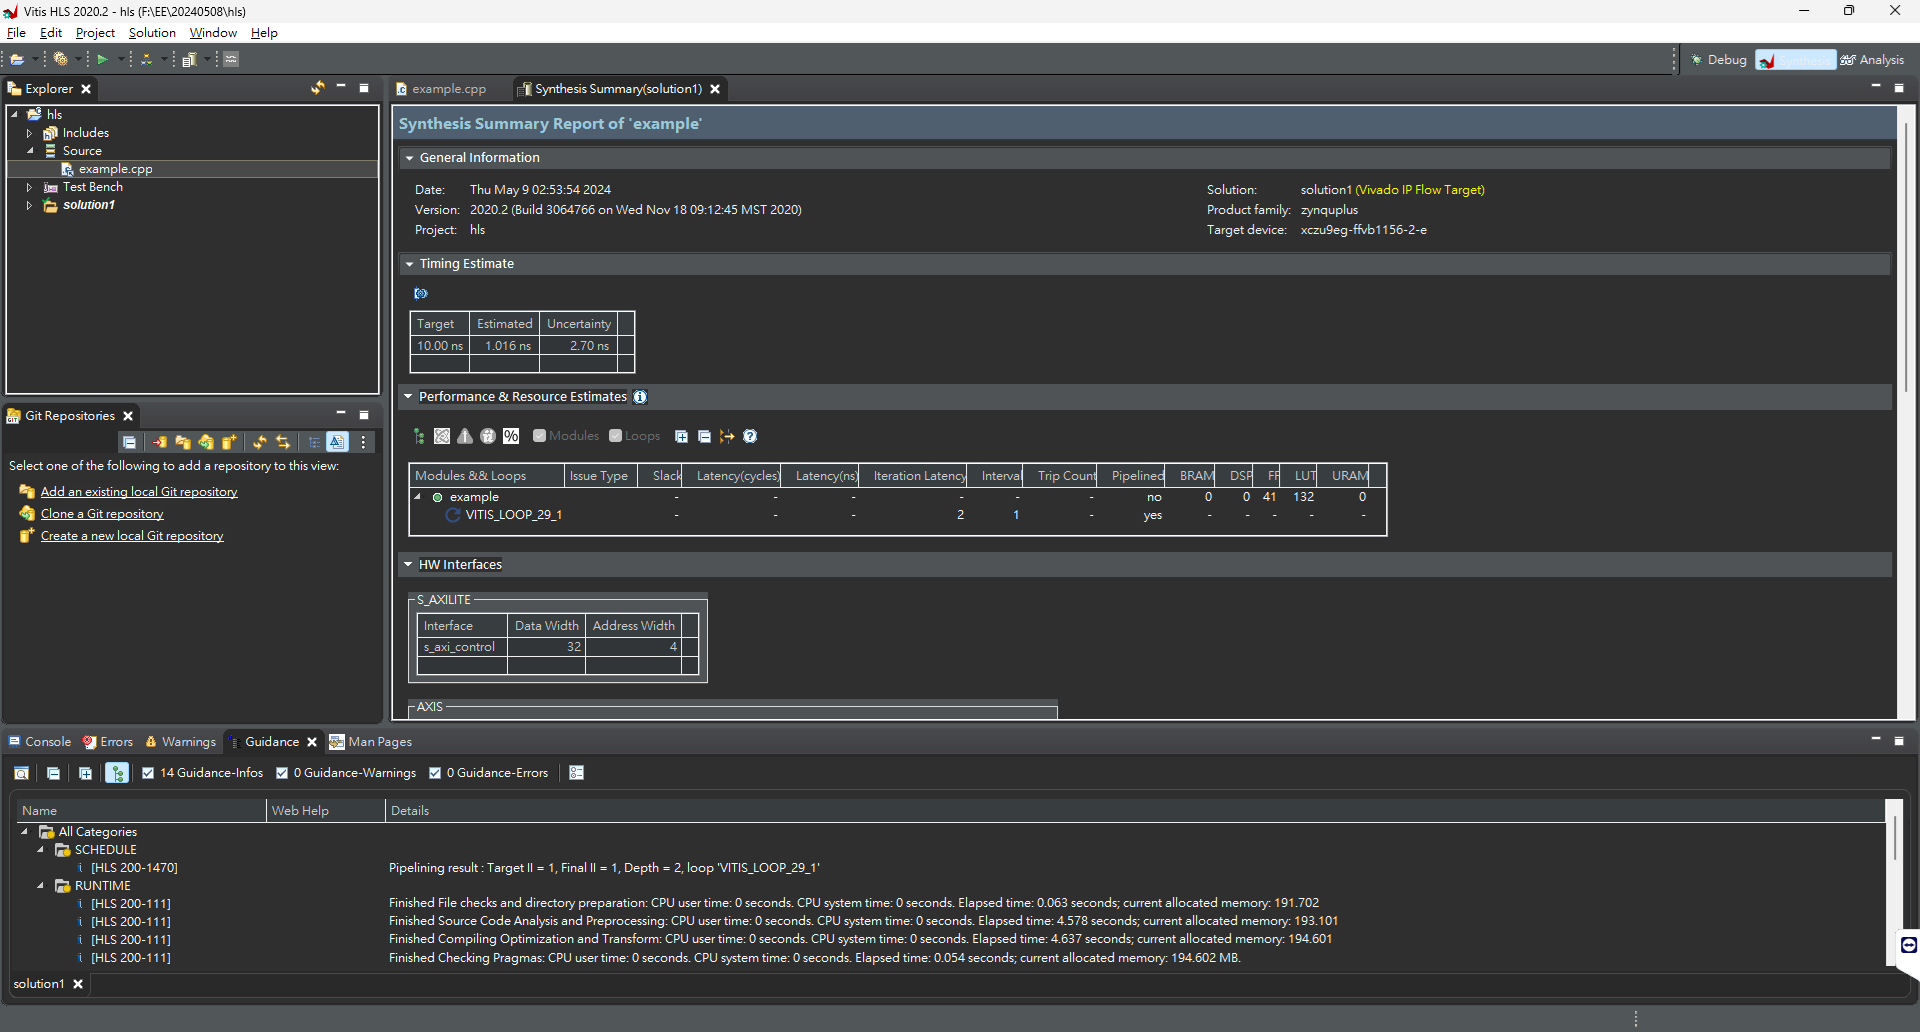 Vitis HLS 2020.2 - hls (F:\EE\20240508\hls)
File Edit Project Solution Window Help
Debug Synthesis Analysis
Explorer
hls
Includes
Source
example.cpp
Test Bench
solution1
Git Repositories
Select one of the following to add a repository to this view:
Add an existing local Git repository
Clone a Git repository
Create a new local Git repository
example.cpp Synthesis Summary(solution1)
Synthesis Summary Report of 'example'
General Information
Date: Thu May 9 02:53:54 2024
Version: 2020.2 (Build 3064766 on Wed Nov 18 09:12:45 MST 2020)
Project: hls
Solution: solution1 (Vivado IP Flow Target)
Product family: zynquplus
Target device: xczu9eg-ffvb1156-2-e
Timing Estimate
Target Estimated Uncertainty
10.00 ns 1.016 ns 2.70 ns
Performance & Resource Estimates
% Modules Loops
Modules && Loops Issue Type Slack Latency(cycles) Latency(ns) Iteration Latency Interval Trip Count Pipelined BRAM DSP FF LUT URAM
example - - - - - - no 0 0 41 132 0
VITIS_LOOP_29_1 - - - 2 1 - yes - - - - -
HW Interfaces
S_AXILITE
Interface Data Width Address Width
s_axi_control 32 4
AXIS
Console Errors Warnings Guidance Man Pages
14 Guidance-Infos 0 Guidance-Warnings 0 Guidance-Errors
Name Web Help Details
All Categories
SCHEDULE
[HLS 200-1470] Pipelining result : Target II = 1, Final II = 1, Depth = 2, loop 'VITIS_LOOP_29_1'
RUNTIME
[HLS 200-111] Finished File checks and directory preparation: CPU user time: 0 seconds. CPU system time: 0 seconds. Elapsed time: 0.063 seconds; current allocated memory: 191.702
[HLS 200-111] Finished Source Code Analysis and Preprocessing: CPU user time: 0 seconds. CPU system time: 0 seconds. Elapsed time: 4.578 seconds; current allocated memory: 193.101
[HLS 200-111] Finished Compiling Optimization and Transform: CPU user time: 0 seconds. CPU system time: 0 seconds. Elapsed time: 4.637 seconds; current allocated memory: 194.601
[HLS 200-111] Finished Checking Pragmas: CPU user time: 0 seconds. CPU system time: 0 seconds. Elapsed time: 0.054 seconds; current allocated memory: 194.602 MB.
solution1